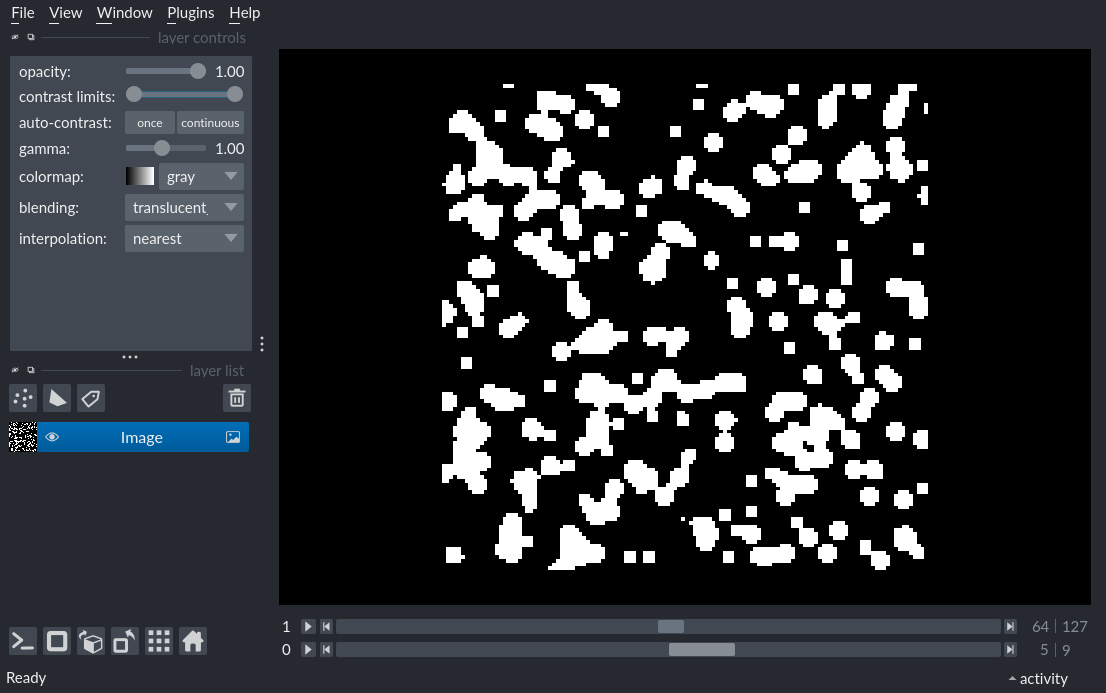 File View Window Plugins Help
layer controls
opacity: 1.00
contrast limits:
auto-contrast: once continuous
gamma: 1.00
colormap: gray
blending: translucent
interpolation: nearest
layer list
Image
1 64 | 127
0 5 | 9
Ready activity